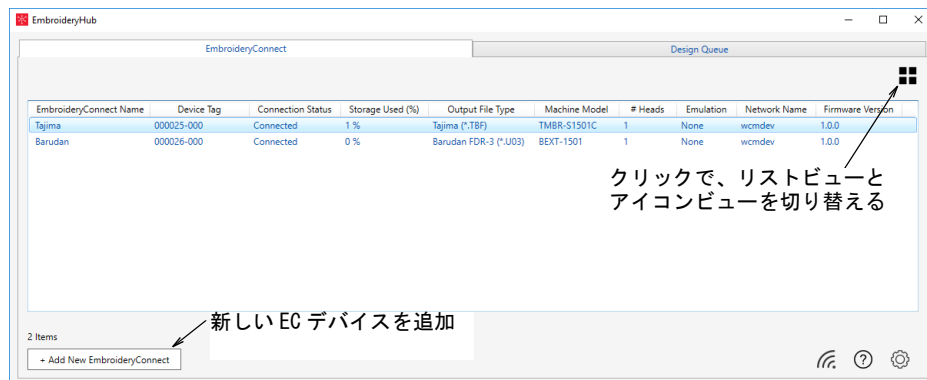 EmbroideryHub
EmbroideryConnect Design Queue
EmbroideryConnect Name Device Tag Connection Status Storage Used (%) Output File Type Machine Model # Heads Emulation Network Name Firmware Version
Tajima 000025-000 Connected 1 % Tajima (*.TBF) TMBR-S1501C 1 None wcmdev 1.0.0
Barudan 000026-000 Connected 0 % Barudan FDR-3 (*.U03) BEXT-1501 1 None wcmdev 1.0.0
クリックで、リストビューと
アイコンビューを切り替える
新しい EC デバイスを追加
2 Items
+ Add New EmbroideryConnect